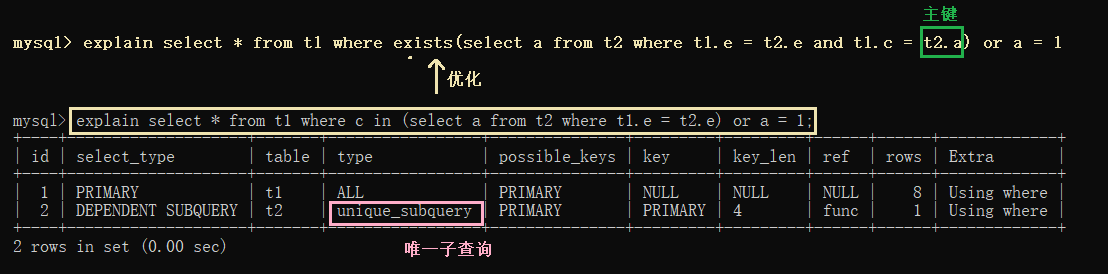 主键
mysql> explain select * from t1 where exists(select a from t2 where t1.e = t2.e and t1.c = t2.a) or a = 1
优化
mysql> explain select * from t1 where c in (select a from t2 where t1.e = t2.e) or a = 1;
+----+--------------------+-------+-----------------+---------------+---------+---------+------+------+-------------+
| id | select_type | table | type | possible_keys | key | key_len | ref | rows | Extra |
+----+--------------------+-------+-----------------+---------------+---------+---------+------+------+-------------+
| 1 | PRIMARY | t1 | ALL | PRIMARY | NULL | NULL | NULL | 8 | Using where |
| 2 | DEPENDENT SUBQUERY | t2 | unique_subquery | PRIMARY | PRIMARY | 4 | func | 1 | Using where |
+----+--------------------+-------+-----------------+---------------+---------+---------+------+------+-------------+
2 rows in set (0.00 sec)
唯一子查询